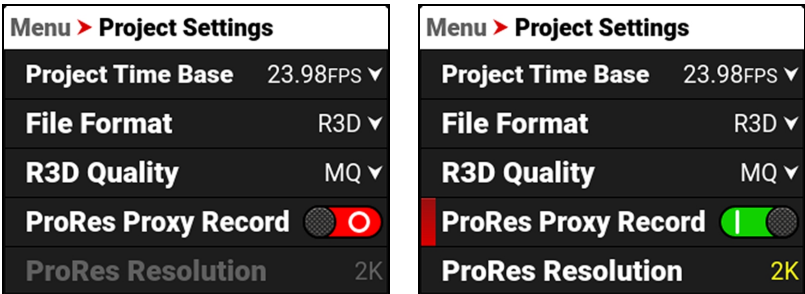 Menu ➤ Project Settings
Project Time Base 23.98FPS
File Format R3D
R3D Quality MQ
ProRes Proxy Record
ProRes Resolution 2K
Menu ➤ Project Settings
Project Time Base 23.98FPS
File Format R3D
R3D Quality MQ
ProRes Proxy Record
ProRes Resolution 2K